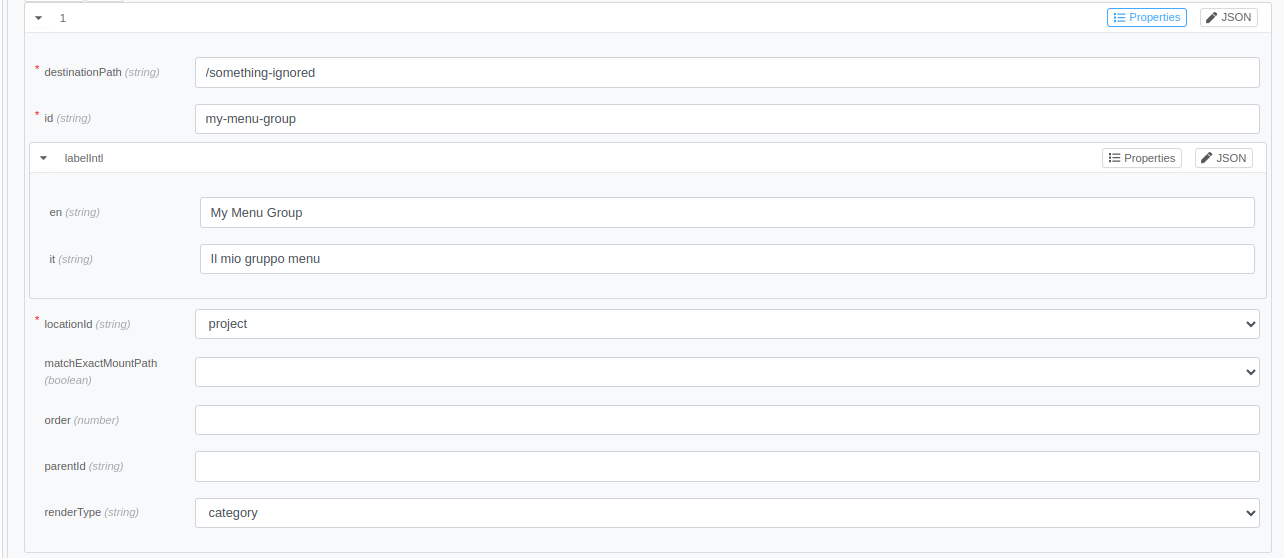 1 Properties JSON
* destinationPath (string) /something-ignored
* id (string) my-menu-group
labelIntl Properties JSON
en (string) My Menu Group
it (string) Il mio gruppo menu
* locationId (string) project
matchExactMountPath
(boolean)
order (number)
parentId (string)
renderType (string) category